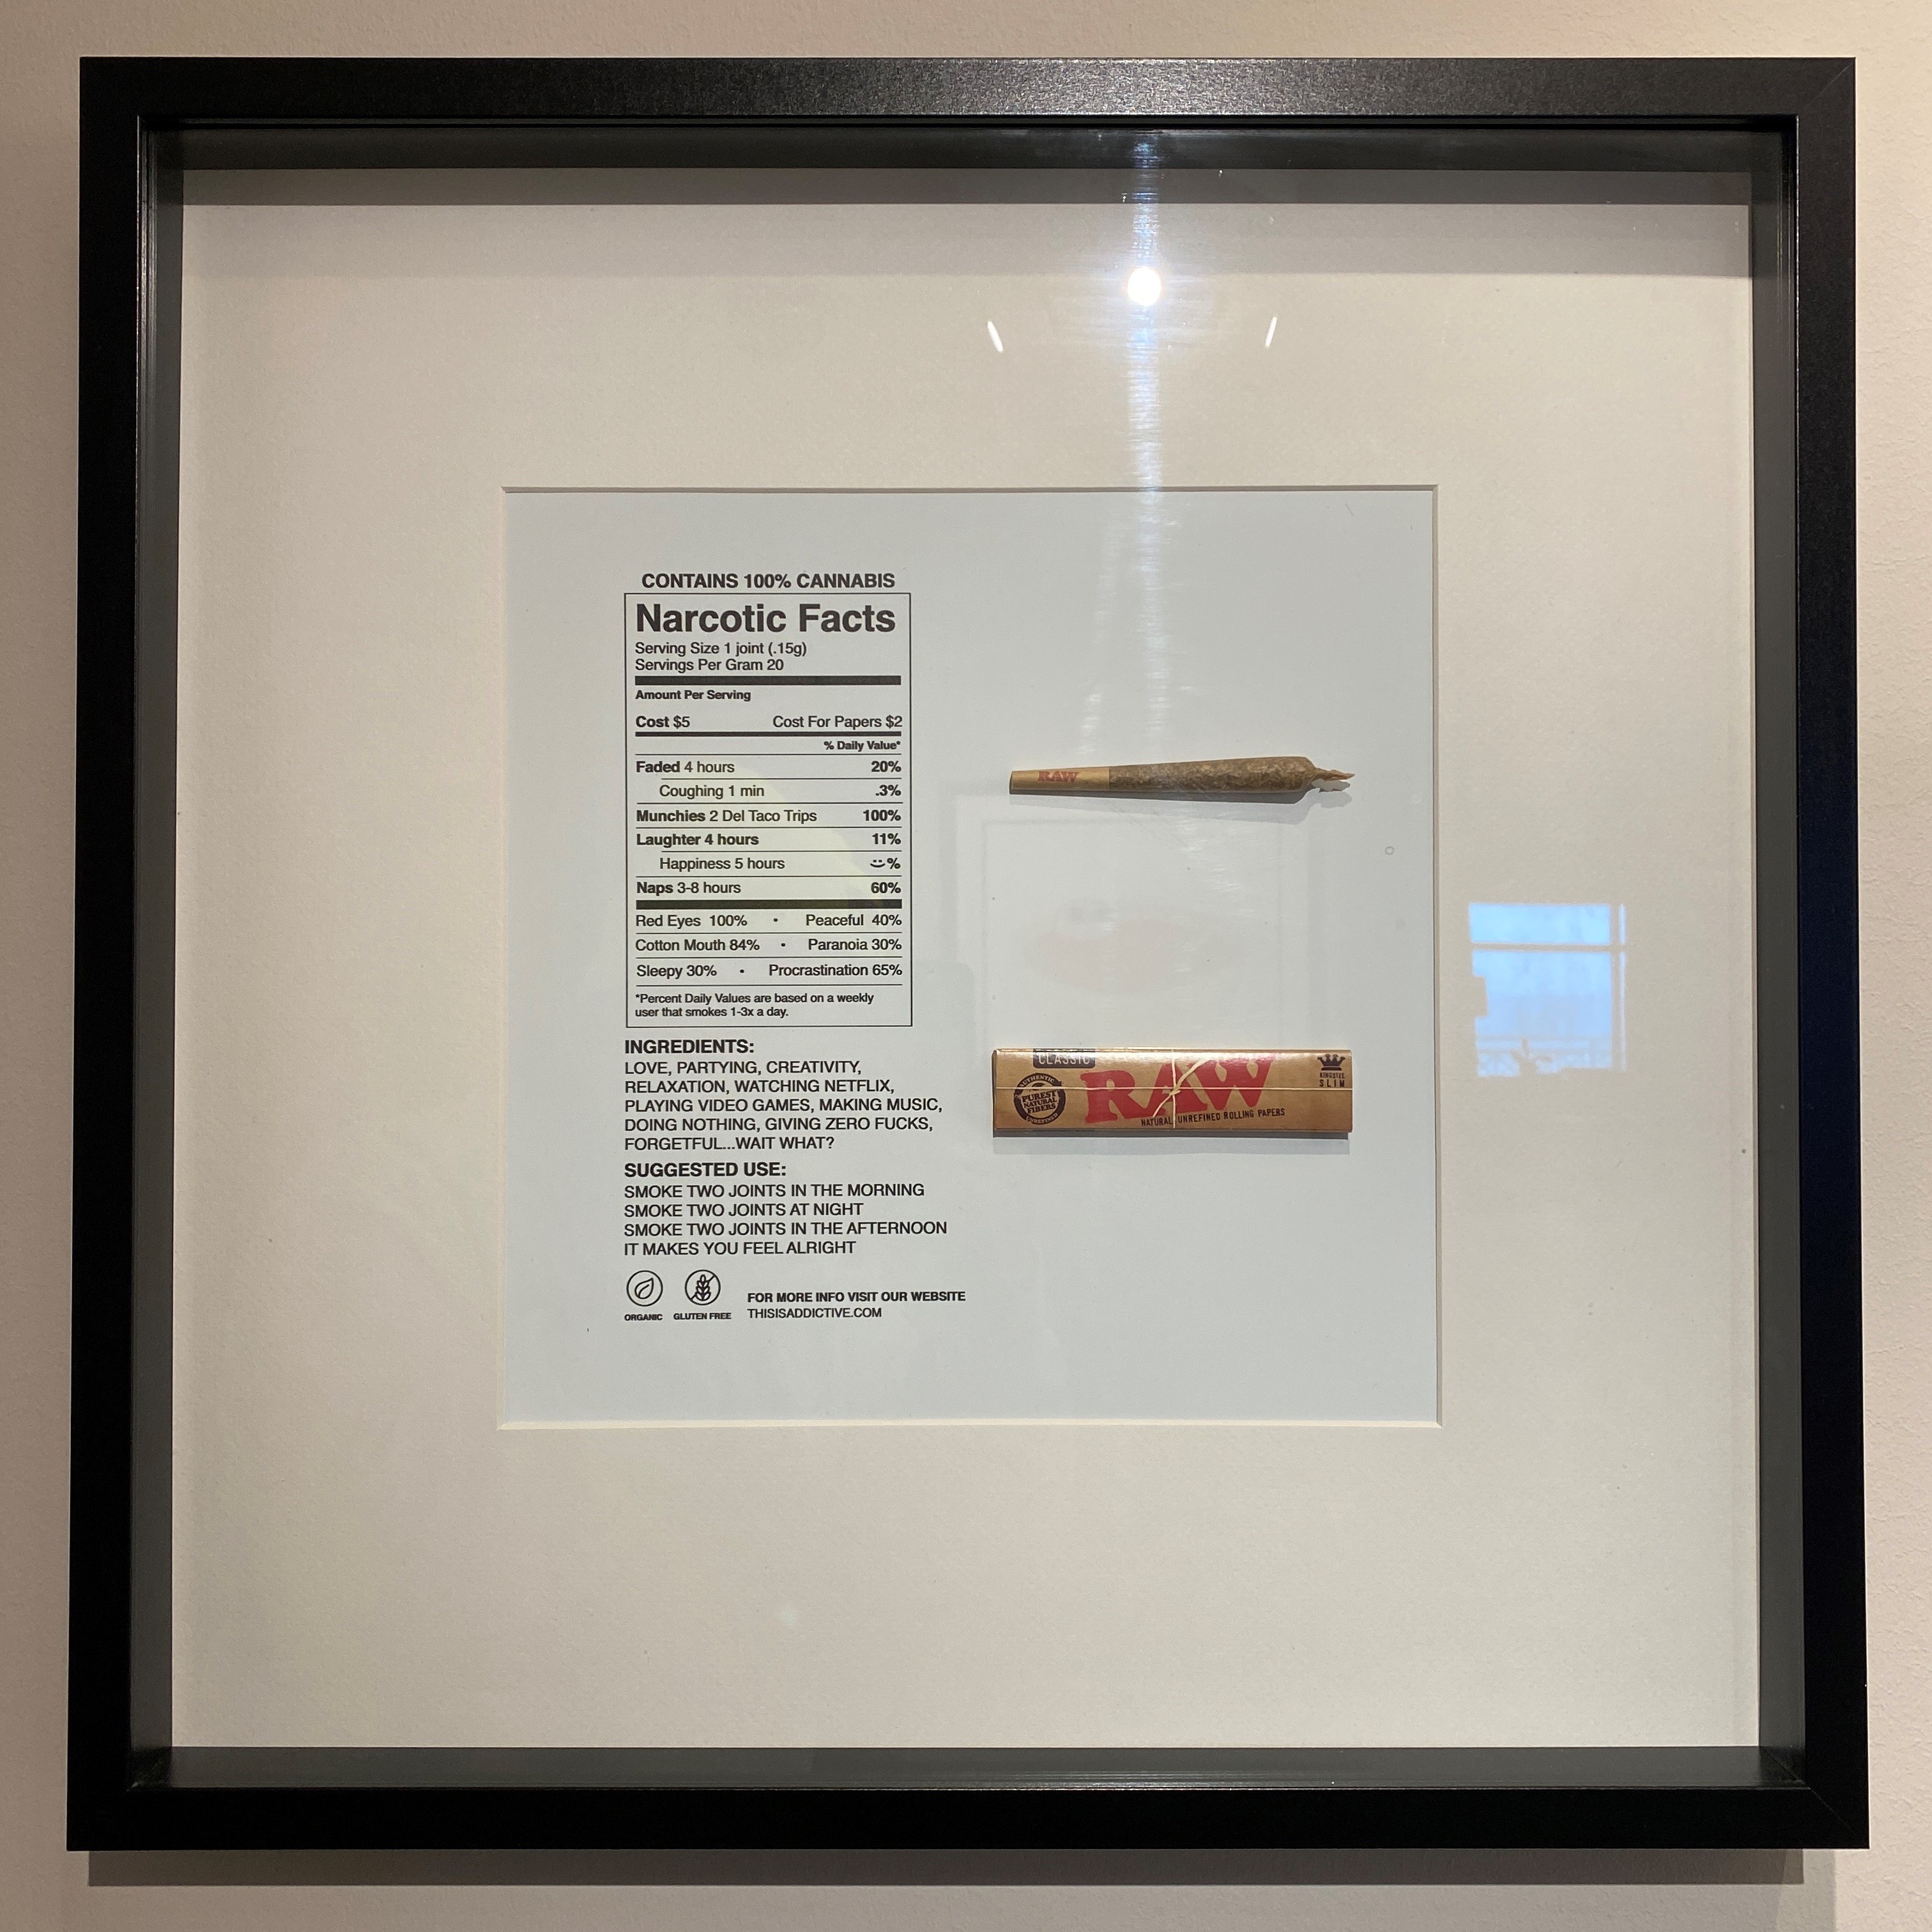 CONTAINS 100% CANNABIS
Narcotic Facts
Serving Size 1 joint (.15g)
Servings Per Gram 20
Amount Per Serving
Cost $5 Cost For Papers $2
% Daily Value*
Faded 4 hours 20%
Coughing 1 min .3%
Munchies 2 Del Taco Trips 100%
Laughter 4 hours 11%
Happiness 5 hours %
Naps 3-8 hours 60%
Red Eyes 100% • Peaceful 40%
Cotton Mouth 84% • Paranoia 30%
Sleepy 30% • Procrastination 65%
*Percent Daily Values are based on a weekly
user that smokes 1-3x a day.
INGREDIENTS:
LOVE, PARTYING, CREATIVITY,
RELAXATION, WATCHING NETFLIX,
PLAYING VIDEO GAMES, MAKING MUSIC,
DOING NOTHING, GIVING ZERO FUCKS,
FORGETFUL...WAIT WHAT?
SUGGESTED USE:
SMOKE TWO JOINTS IN THE MORNING
SMOKE TWO JOINTS AT NIGHT
SMOKE TWO JOINTS IN THE AFTERNOON
IT MAKES YOU FEEL ALRIGHT
ORGANIC
GLUTEN FREE
FOR MORE INFO VISIT OUR WEBSITE
THISISADDICTIVE.COM
RAW
CLASSIC
AUTHENTIC
PUREST
NATURAL
FIBERS
RAW
NATURAL UNREFINED ROLLING PAPERS
KINGSIZE
SLIM